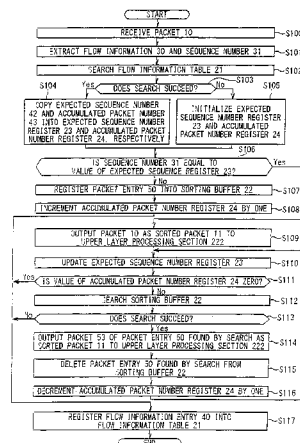 START
RECEIVE PACKET 10
S100
EXTRACT FLOW INFORMATION 30 AND SEQUENCE NUMBER 31
S101
SEARCH FLOW INFORMATION TABLE 21
S102
S103
S104
Yes
DOES SEARCH SUCCEED?
No
S105
COPY EXPECTED SEQUENCE NUMBER
42 AND ACCUMULATED PACKET NUMBER
43 INTO EXPECTED SEQUENCE NUMBER
REGISTER 23 AND ACCUMULATED
PACKET NUMBER REGISTER 24, RESPECTIVELY
INITIALIZE EXPECTED
SEQUENCE NUMBER REGISTER
23 AND ACCUMULATED
PACKET NUMBER REGISTER 24
S106
IS SEQUENCE NUMBER 31 EQUAL TO
VALUE OF EXPECTED SEQUENCE REGISTER 23?
Yes
No
REGISTER PACKET ENTRY 50 INTO SORTING BUFFER 22
S107
INCREMENT ACCUMULATED PACKET NUMBER REGISTER 24 BY ONE
S108
OUTPUT PACKET 10 AS SORTED PACKET 11 TO
UPPER LAYER PROCESSING SECTION 222
S109
UPDATE EXPECTED SEQUENCE REGISTER 23
S110
Yes
IS VALUE OF ACCUMULATED PACKET NUMBER REGISTER 24 ZERO?
S111
No
SEARCH SORTING BUFFER 22
S112
No
DOES SEARCH SUCCEED?
S113
Yes
OUTPUT PACKET 53 OF PACKET ENTRY 50 FOUND BY SEARCH AS
SORTED PACKET 11 TO UPPER LAYER PROCESSING SECTION 222
S114
DELETE PACKET ENTRY 50 FOUND BY SEARCH FROM
SORTING BUFFER 22
S115
DECREMENT ACCUMULATED PACKET NUMBER REGISTER 24 BY ONE
S116
REGISTER FLOW INFORMATION ENTRY 40 INTO
FLOW INFORMATION TABLE 21
S117
END